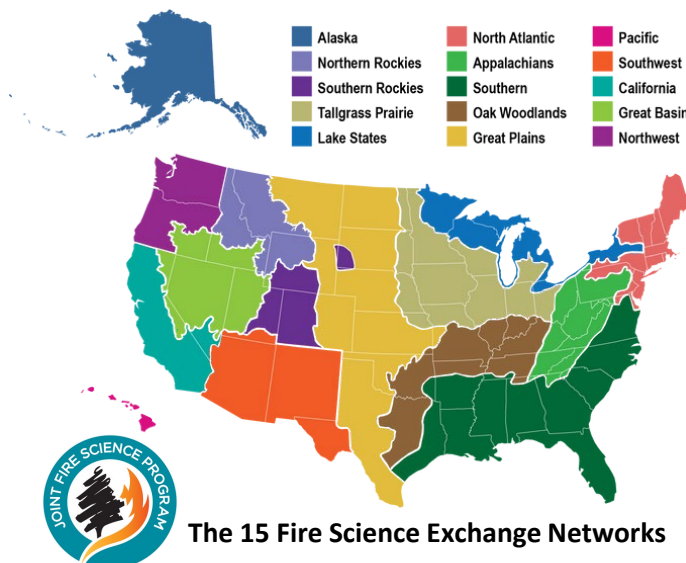 Alaska
Northern Rockies
Southern Rockies
Tallgrass Prairie
Lake States
North Atlantic
Appalachians
Southern
Oak Woodlands
Great Plains
Pacific
Southwest
California
Great Basin
Northwest
JOINT FIRE SCIENCE PROGRAM
The 15 Fire Science Exchange Networks